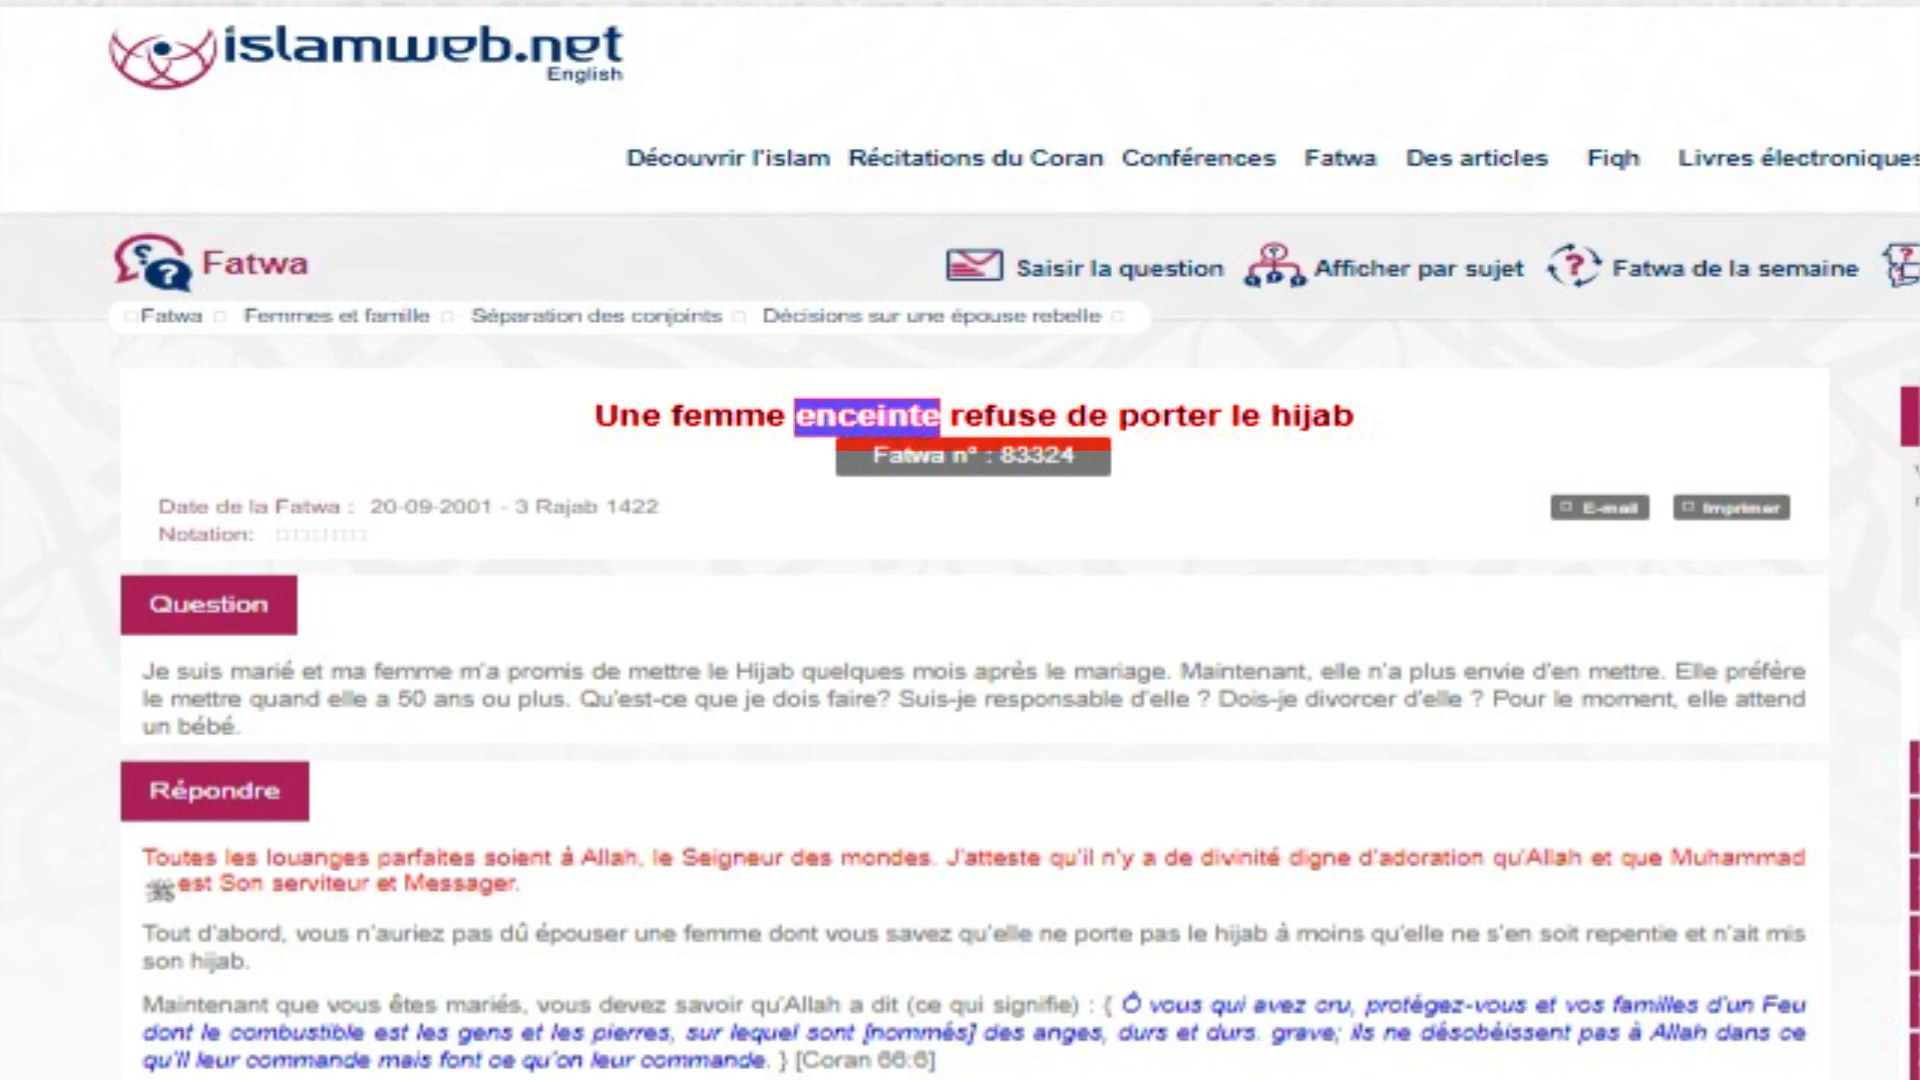 islamweb.net
English
Découvrir l'islam Récitations du Coran Conférences Fatwa Des articles Fiqh Livres électroniques
Fatwa
Saisir la question Afficher par sujet Fatwa de la semaine
Fatwa Femmes et famille Séparation des conjoints Décisions sur une épouse rebelle
Une femme enceinte refuse de porter le hijab
Fatwa n° : 83324
Date de la Fatwa : 20-09-2001 - 3 Rajab 1422
E-mail Imprimer
Notation:
Question
Je suis marié et ma femme m'a promis de mettre le Hijab quelques mois après le mariage. Maintenant, elle n'a plus envie d'en mettre. Elle préfère
le mettre quand elle a 50 ans ou plus. Qu'est-ce que je dois faire? Suis-je responsable d'elle ? Dois-je divorcer d'elle ? Pour le moment, elle attend
un bébé.
Répondre
Toutes les louanges parfaites soient à Allah, le Seigneur des mondes. J'atteste qu'il n'y a de divinité digne d'adoration qu'Allah et que Muhammad
est Son serviteur et Messager.
Tout d'abord, vous n'auriez pas dû épouser une femme dont vous savez qu'elle ne porte pas le hijab à moins qu'elle ne s'en soit repentie et n'ait mis
son hijab.
Maintenant que vous êtes mariés, vous devez savoir qu'Allah a dit (ce qui signifie) : { Ô vous qui avez cru, protégez-vous et vos familles d'un Feu
dont le combustible est les gens et les pierres, sur lequel sont [nommés] des anges, durs et durs. grave; ils ne désobéissent pas à Allah dans ce
qu'Il leur commande mais font ce qu'on leur commande. } [Coran 66:6]